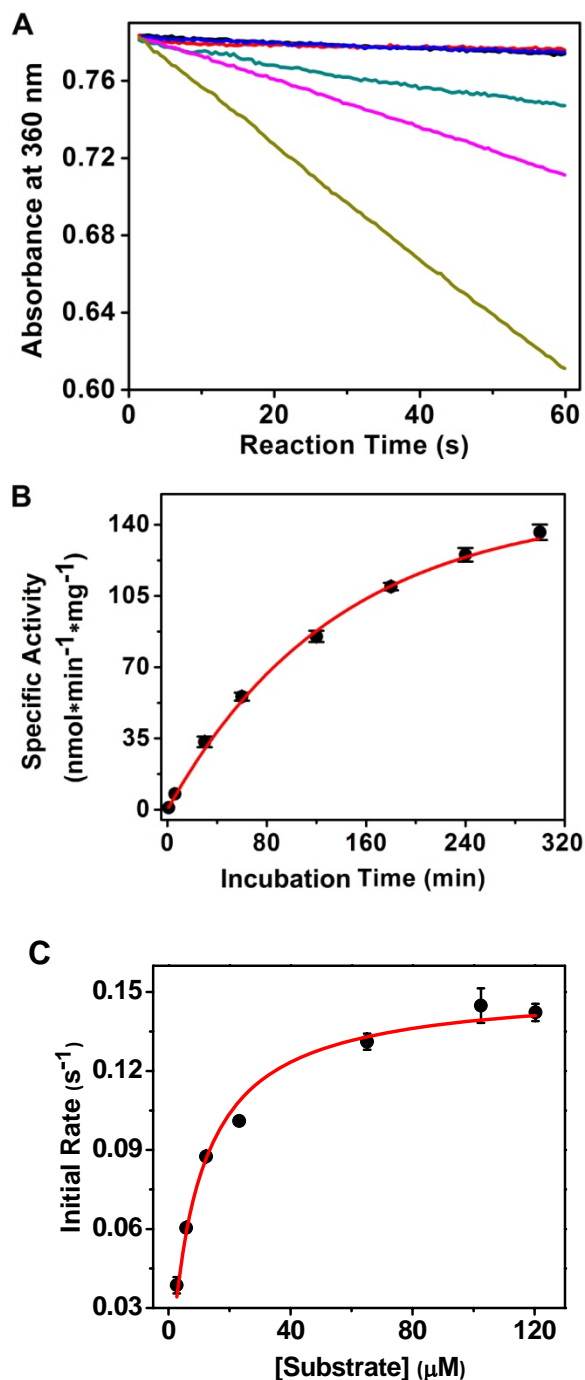 A
Absorbance at 360 nm
0.76
0.72
0.68
0.64
0.60
0 20 40 60
Reaction Time (s)
B
Specific Activity
(nmol*min⁻¹*mg⁻¹)
140
105
70
35
0
0 80 160 240 320
Incubation Time (min)
C
Initial Rate (s⁻¹)
0.15
0.12
0.09
0.06
0.03
0 40 80 120
[Substrate] (μM)